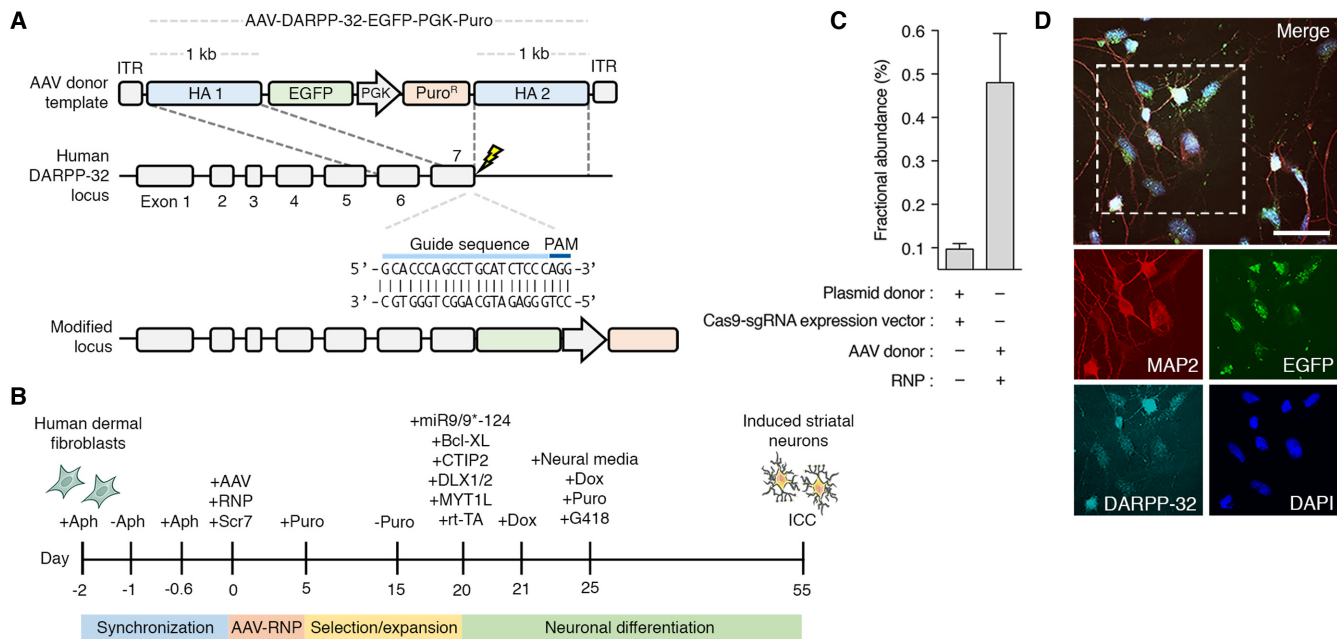 A
AAV-DARPP-32-EGFP-PGK-Puro
1 kb
1 kb
ITR
ITR
AAV donor
template
HA 1
EGFP
PGK
Puro^R
HA 2
Human
DARPP-32
locus
7
Exon 1
2
3
4
5
6
Guide sequence
PAM
5'-GCACCCAGCCTGCATCTCCCAGG-3'
3'-CGTGGGTCGGACGTAGAGGGTCC-5'
Modified
locus
B
Human dermal
fibroblasts
+Aph
-Aph
+Aph
+AAV
+RNP
+Scr7
+Puro
-Puro
+miR9/9*-124
+Bcl-XL
+CTIP2
+DLX1/2
+MYT1L
+rt-TA
+Dox
+Neural media
+Dox
+Puro
+G418
Induced striatal
neurons
ICC
Day
-2
-1
-0.6
0
5
15
20
21
25
55
Synchronization
AAV-RNP
Selection/expansion
Neuronal differentiation
C
Fractional abundance (%)
0.6
0.5
0.4
0.3
0.2
0.1
Plasmid donor : + −
Cas9-sgRNA expression vector : + −
AAV donor : − +
RNP : − +
D
Merge
MAP2
EGFP
DARPP-32
DAPI